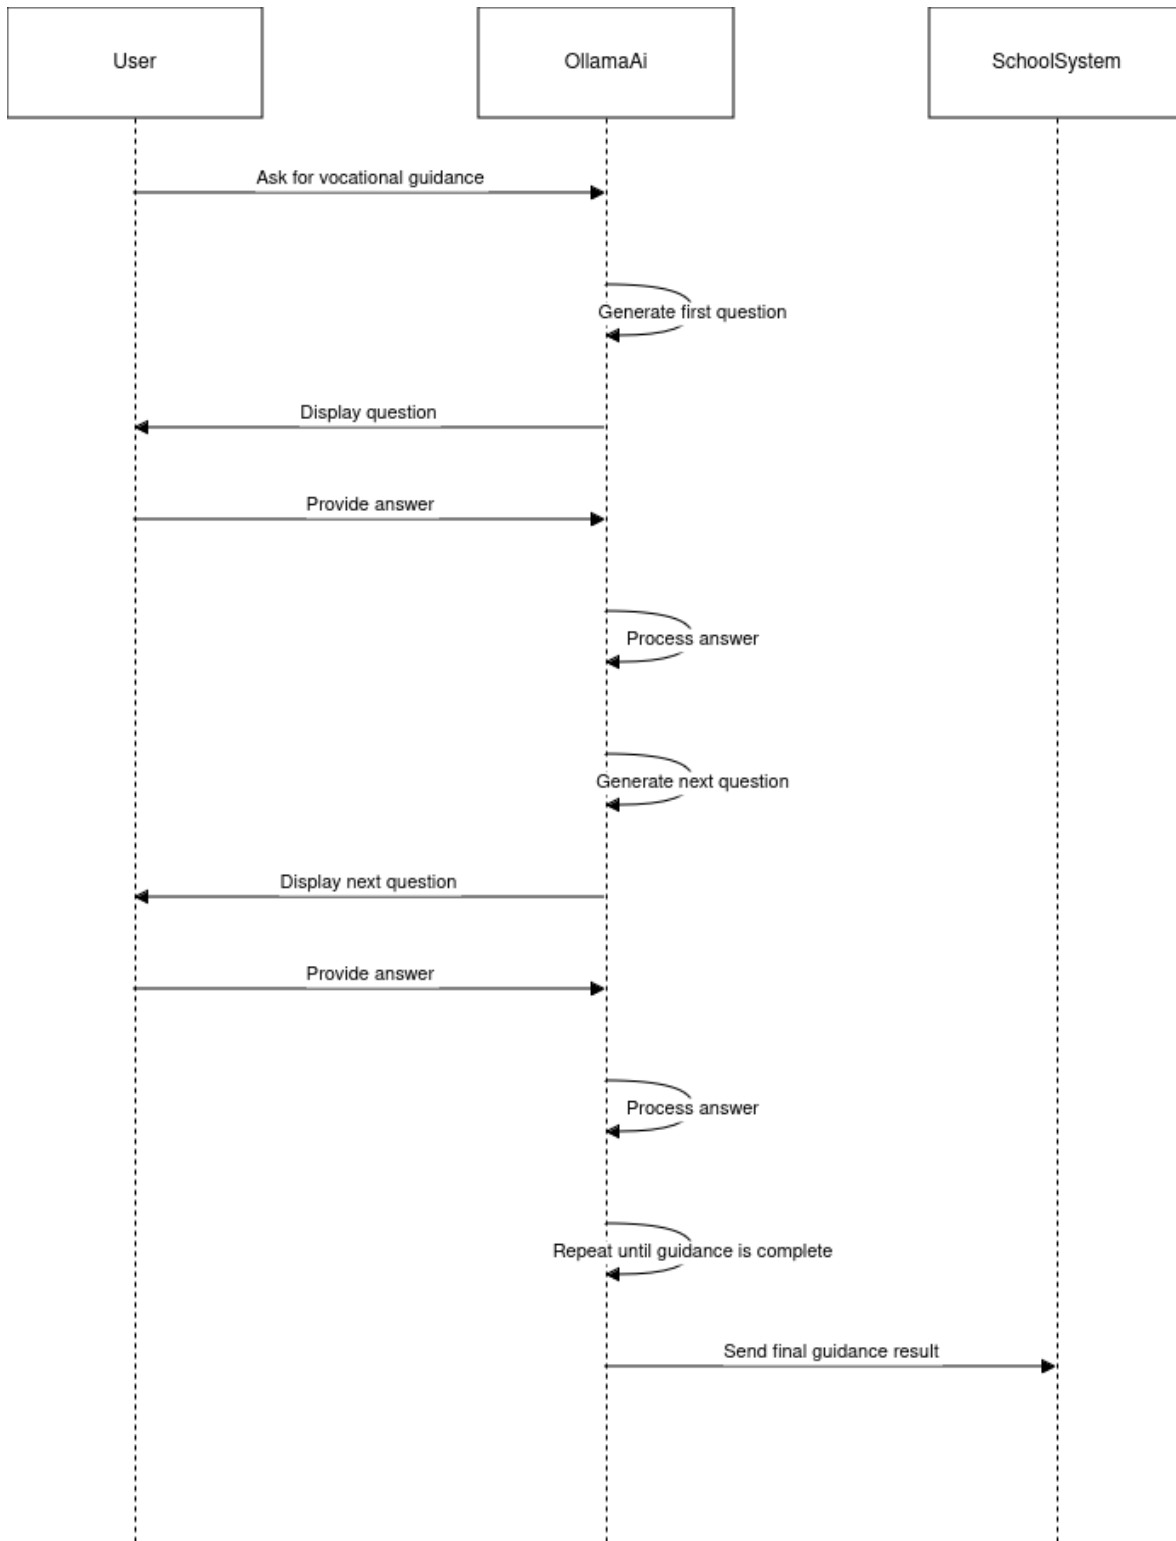 User
OllamaAi
SchoolSystem
Ask for vocational guidance
Generate first question
Display question
Provide answer
Process answer
Generate next question
Display next question
Provide answer
Process answer
Repeat until guidance is complete
Send final guidance result